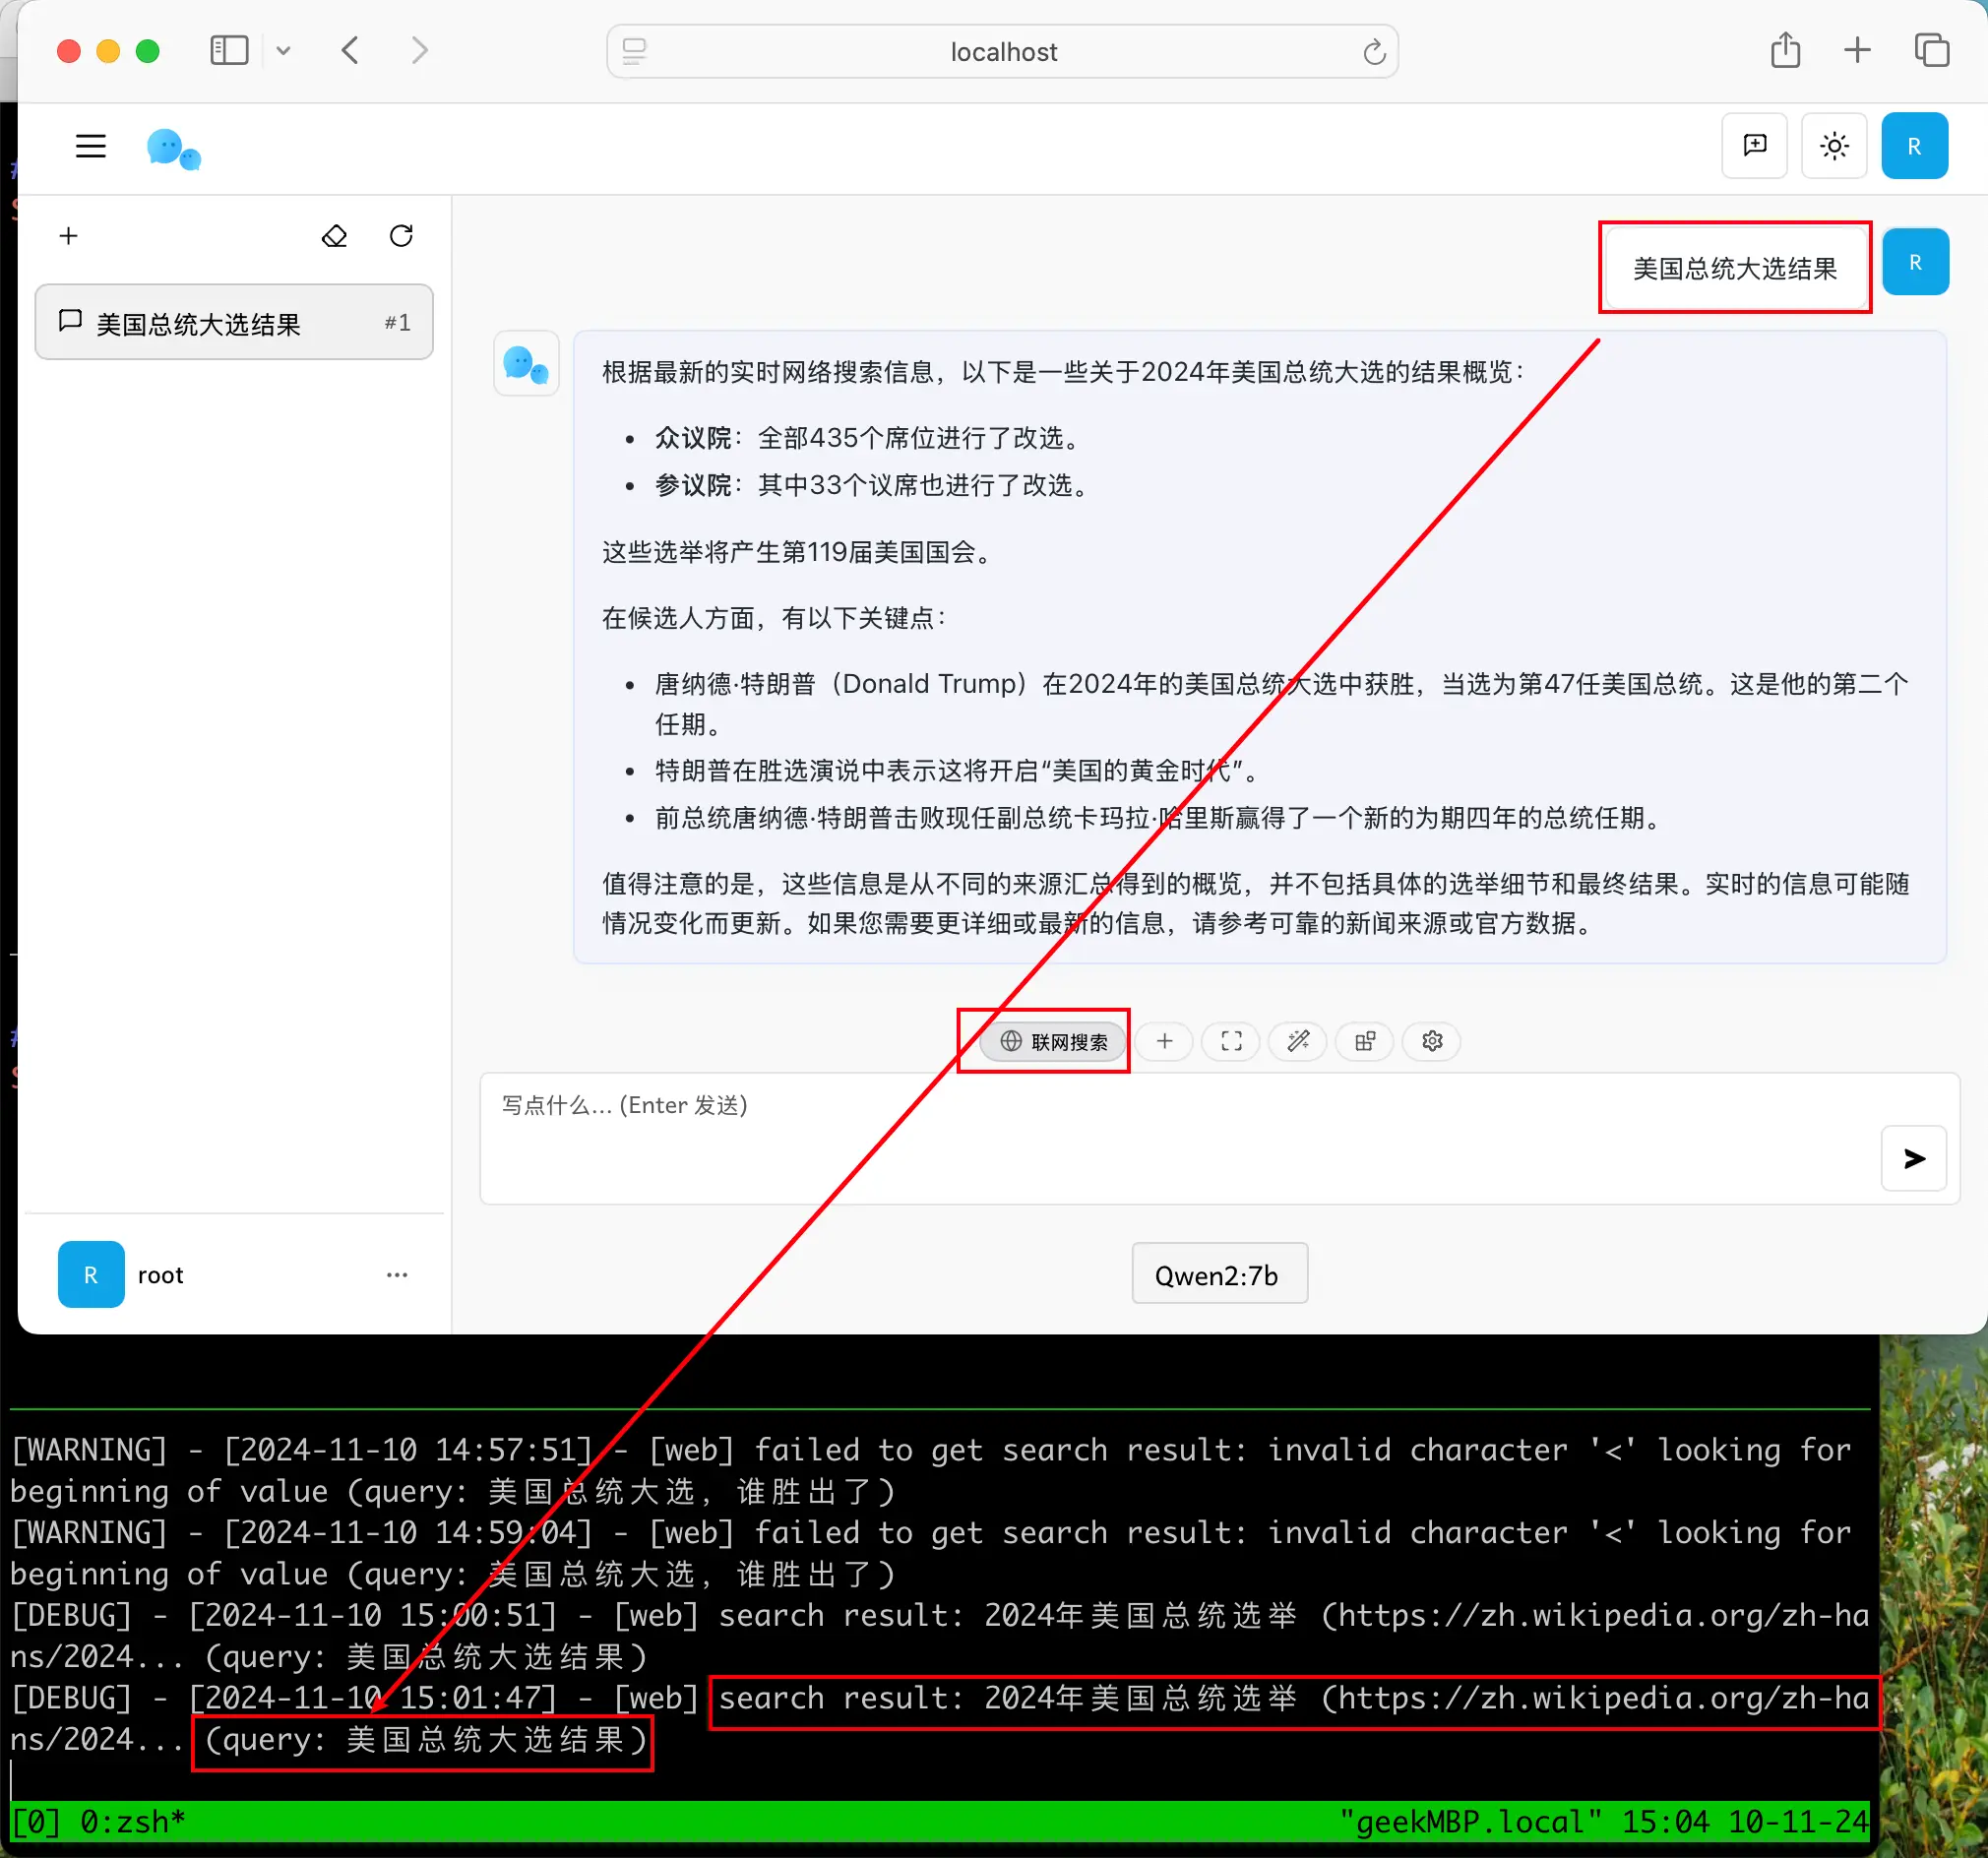 localhost
R
美国总统大选结果
#1
美国总统大选结果
R
根据最新的实时网络搜索信息，以下是一些关于2024年美国总统大选的结果概览：
• 众议院：全部435个席位进行了改选。
• 参议院：其中33个议席也进行了改选。
这些选举将产生第119届美国国会。
在候选人方面，有以下关键点：
• 唐纳德·特朗普（Donald Trump）在2024年的美国总统大选中获胜，当选为第47任美国总统。这是他的第二个
任期。
• 特朗普在胜选演说中表示这将开启“美国的黄金时代”。
• 前总统唐纳德·特朗普击败现任副总统卡玛拉·哈里斯赢得了一个新的为期四年的总统任期。
值得注意的是，这些信息是从不同的来源汇总得到的概览，并不包括具体的选举细节和最终结果。实时的信息可能随
情况变化而更新。如果您需要更详细或最新的信息，请参考可靠的新闻来源或官方数据。
联网搜索
写点什么... (Enter 发送)
R
root
Qwen2:7b
[WARNING] - [2024-11-10 14:57:51] - [web] failed to get search result: invalid character '<' looking for
beginning of value (query: 美国总统大选，谁胜出了)
[WARNING] - [2024-11-10 14:59:04] - [web] failed to get search result: invalid character '<' looking for
beginning of value (query: 美国总统大选，谁胜出了)
[DEBUG] - [2024-11-10 15:00:51] - [web] search result: 2024年美国总统选举 (https://zh.wikipedia.org/zh-ha
ns/2024... (query: 美国总统大选结果)
[DEBUG] - [2024-11-10 15:01:47] - [web] search result: 2024年美国总统选举 (https://zh.wikipedia.org/zh-ha
ns/2024... (query: 美国总统大选结果)
[0] 0:zsh*
"geekMBP.local" 15:04 10-11-24